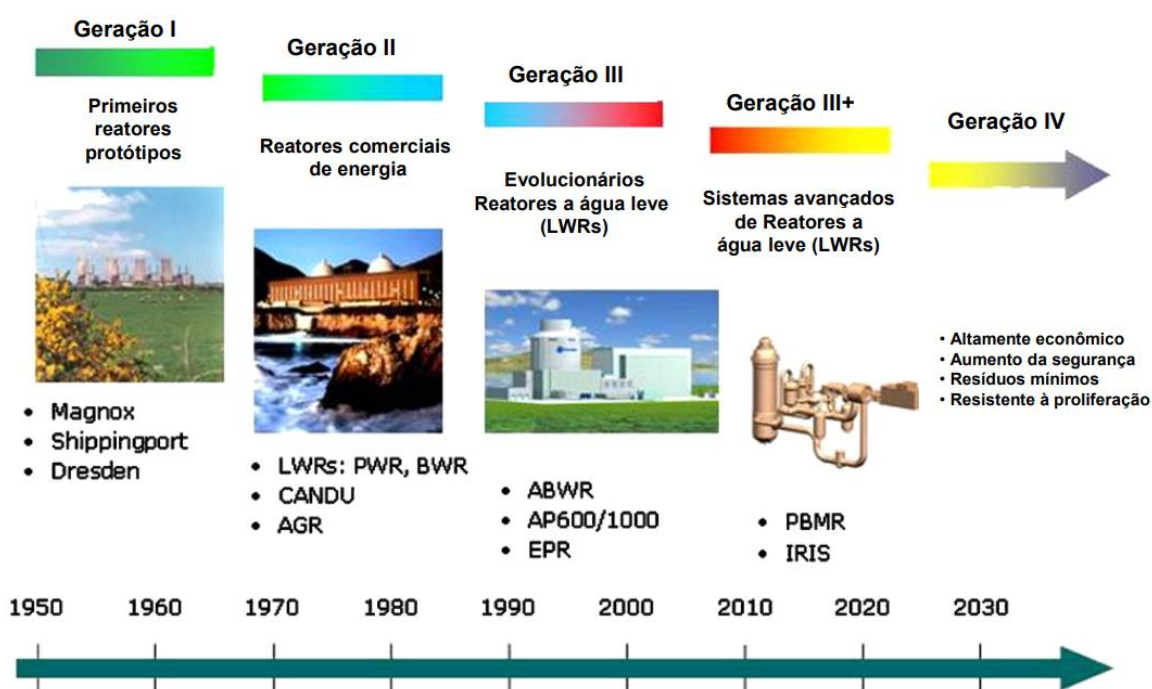 Geração I
Primeiros
reatores
protótipos
• Magnox
• Shippingport
• Dresden
Geração II
Reatores comerciais
de energia
• LWRs: PWR, BWR
• CANDU
• AGR
Geração III
Evolucionários
Reatores a água leve
(LWRs)
• ABWR
• AP600/1000
• EPR
Geração III+
Sistemas avançados
de Reatores a
água leve (LWRs)
• PBMR
• IRIS
Geração IV
• Altamente econômico
• Aumento da segurança
• Resíduos mínimos
• Resistente à proliferação
1950 1960 1970 1980 1990 2000 2010 2020 2030